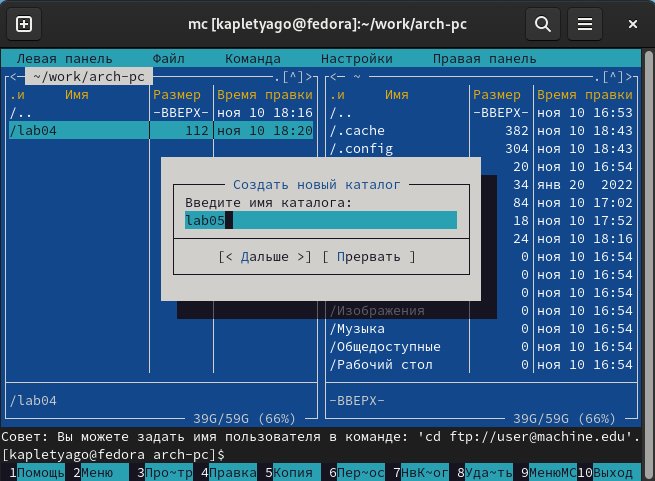 mc [kapletyago@fedora]:~/work/arch-pc
Левая панель Файл Команда Настройки Правая панель
<─ ~/work/arch-pc .[^]> <─ ~ .[^]>
.и Имя Размер Время правки .и Имя Размер Время правки
/.. -ВВЕРХ- ноя 10 18:16 /.. -ВВЕРХ- ноя 10 16:53
/lab04 112 ноя 10 18:20 /.cache 382 ноя 10 18:43
/.config 304 ноя 10 18:43
20 ноя 10 16:54
Создать новый каталог 34 янв 20 2022
Введите имя каталога: 84 ноя 10 17:02
lab05 18 ноя 10 17:52
24 ноя 10 18:16
[< Дальше >] [ Прервать ] 0 ноя 10 16:54
0 ноя 10 16:54
0 ноя 10 16:54
/Изображения 0 ноя 10 16:54
/Музыка 0 ноя 10 16:54
/Общедоступные 0 ноя 10 16:54
/Рабочий стол 0 ноя 10 16:54
/lab04 -ВВЕРХ-
39G/59G (66%) 39G/59G (66%)
Совет: Вы можете задать имя пользователя в команде: 'cd ftp://user@machine.edu'.
[kapletyago@fedora arch-pc]$
1Помощь 2Меню 3Про~тр 4Правка 5Копия 6Пер~ос 7НвК~ог 8Уда~ть 9МенюMC 10Выход